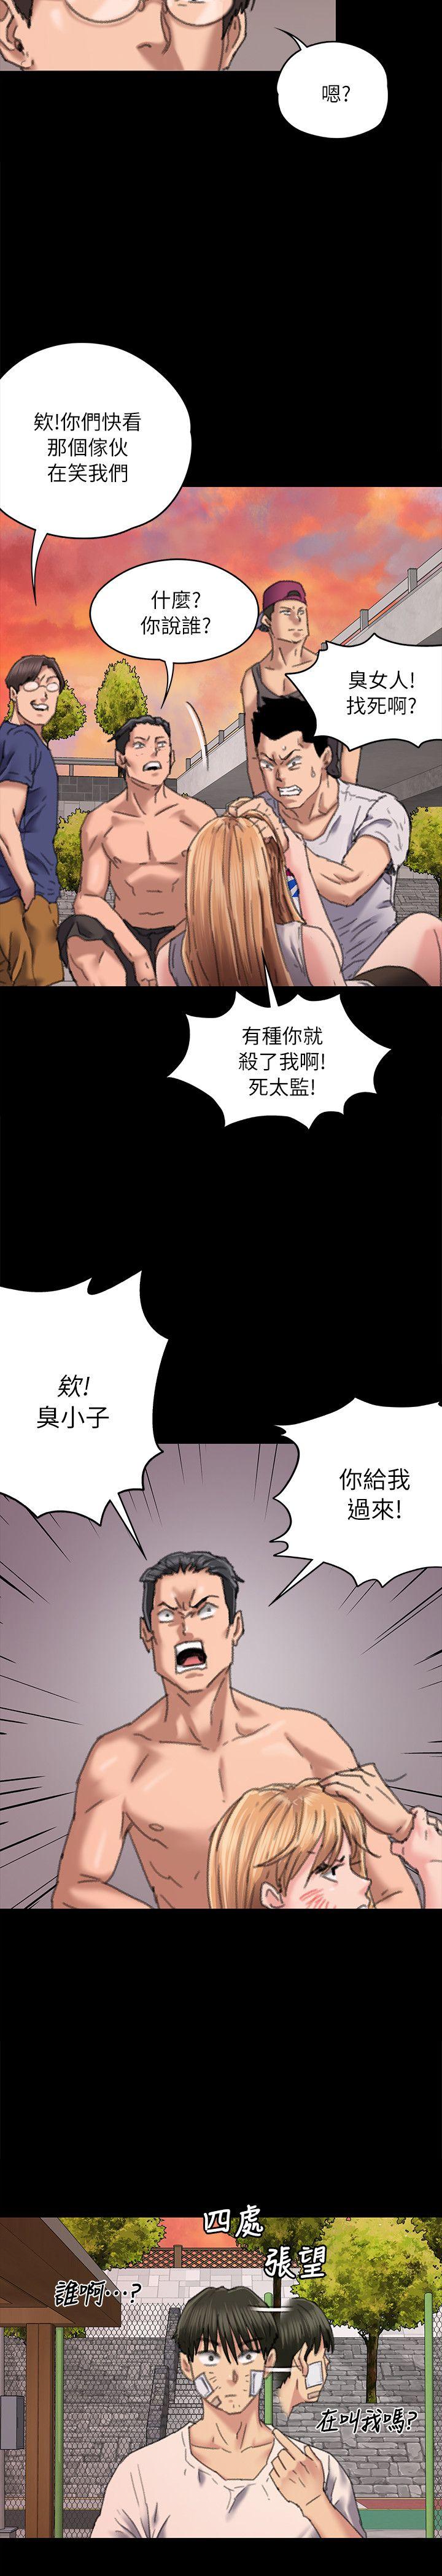 嗯?
欸!你們快看
那個傢伙
在笑我們
什麼?
你說誰?
臭女人!
找死啊?
有種你就
殺了我啊!
死太監!
欸!
臭小子
你給我
過來!
四處
張望
誰啊…?
在叫我嗎?